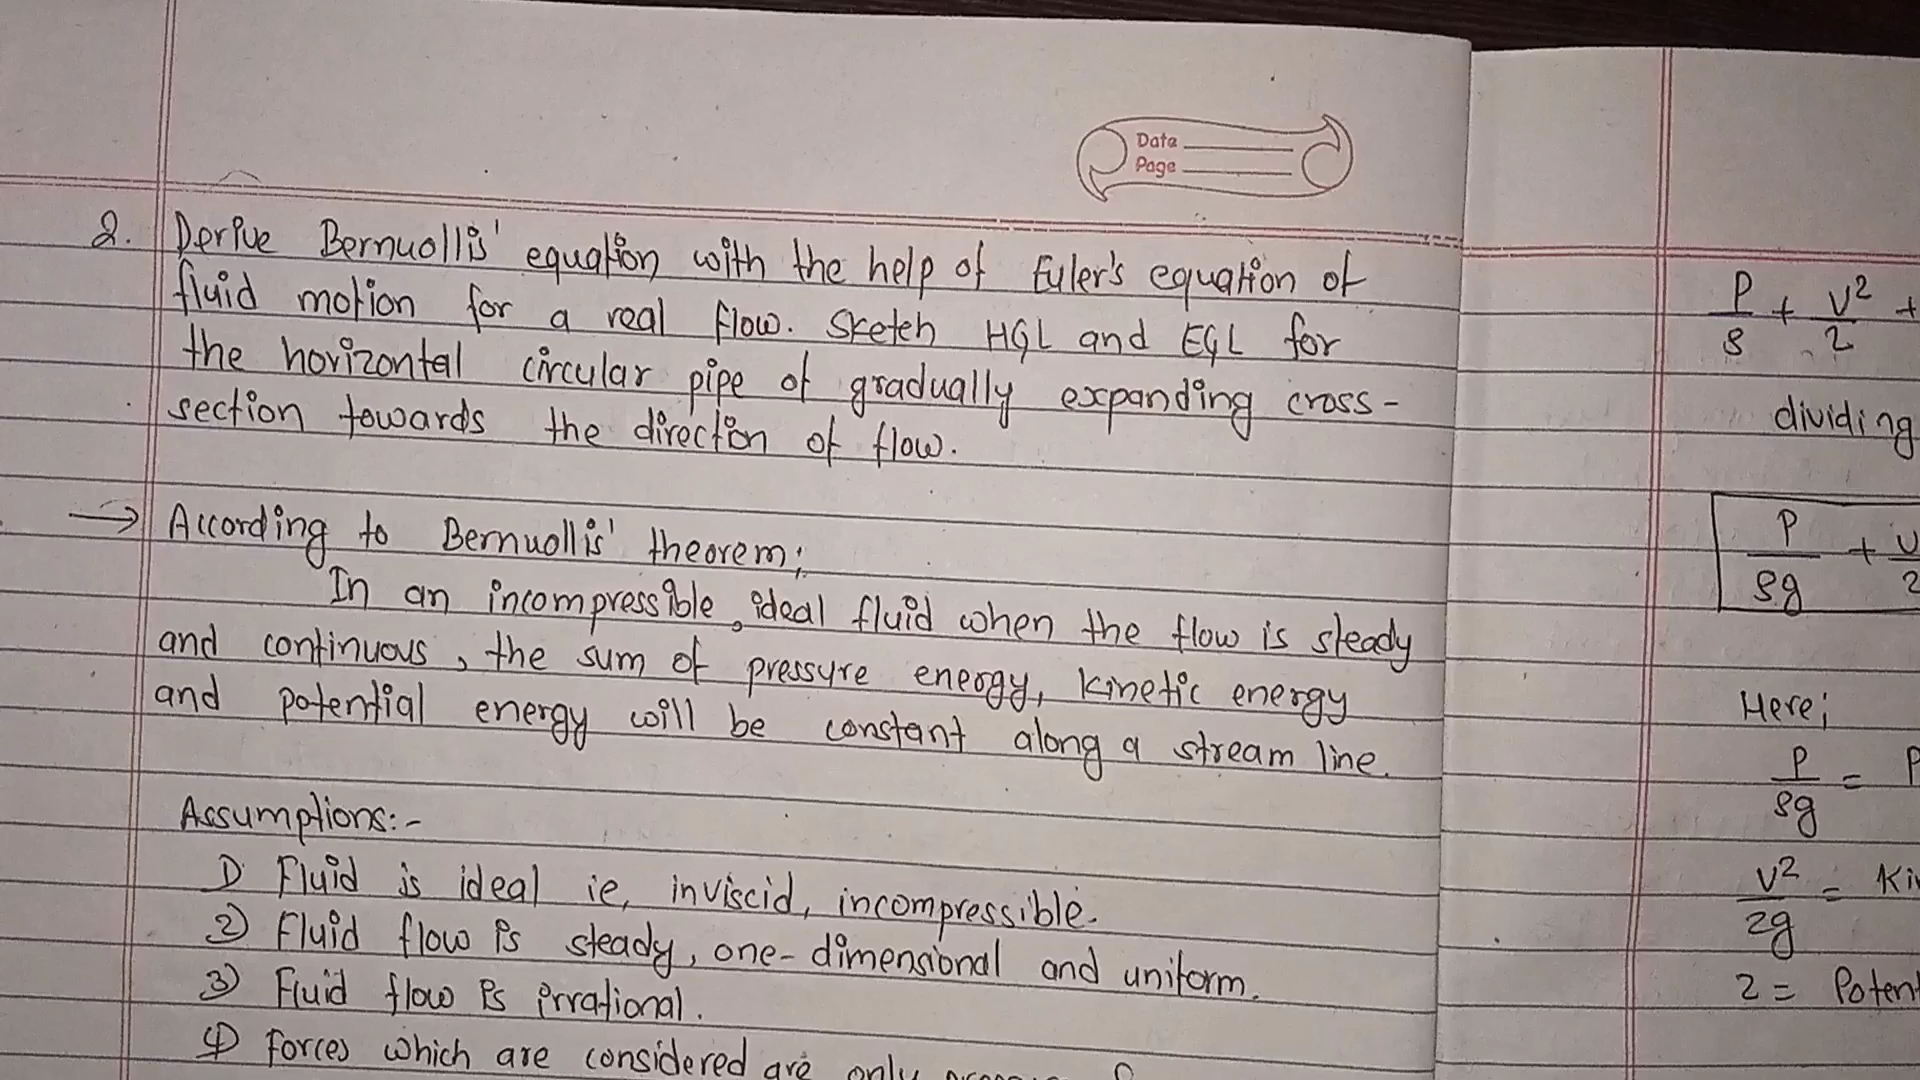 Data
Page
2. Derive Bernuollis' equation with the help of Euler's equation of
fluid motion for a real flow. Sketch HGL and EGL for
the horizontal circular pipe of gradually expanding cross-
section towards the direction of flow.
→ According to Bernuollis' theorem;
In an incompressible, ideal fluid when the flow is steady
and continuous, the sum of pressure energy, kinetic energy
and potential energy will be constant along a stream line.
Assumptions:-
1) Fluid is ideal ie, inviscid, incompressible.
2) Fluid flow is steady, one-dimensional and uniform.
3) Fluid flow is irrational.
4) Forces which are considered are only
P/ρ + V²/2 +
dividing
P/ρg +
Here;
P/ρg =
V²/2g =
z =